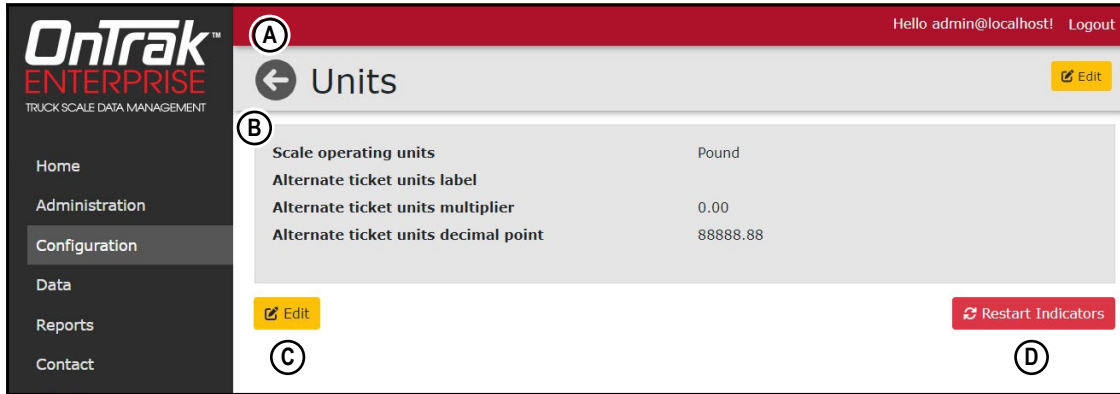 OnTrak™
ENTERPRISE
TRUCK SCALE DATA MANAGEMENT
Home
Administration
Configuration
Data
Reports
Contact
Hello admin@localhost! Logout
A
Units
Edit
B
Scale operating units Pound
Alternate ticket units label
Alternate ticket units multiplier 0.00
Alternate ticket units decimal point 88888.88
Edit
Restart Indicators
C
D